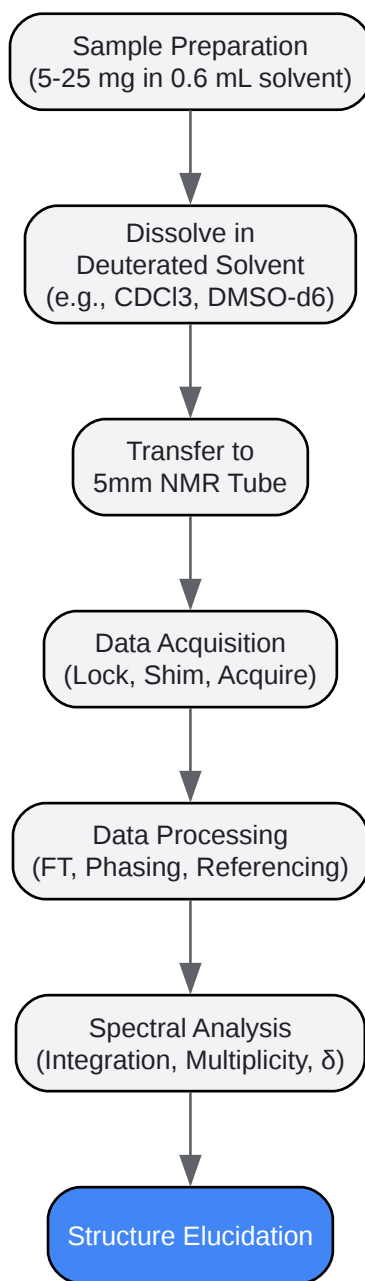 Sample Preparation
(5-25 mg in 0.6 mL solvent)
Dissolve in
Deuterated Solvent
(e.g., CDCl3, DMSO-d6)
Transfer to
5mm NMR Tube
Data Acquisition
(Lock, Shim, Acquire)
Data Processing
(FT, Phasing, Referencing)
Spectral Analysis
(Integration, Multiplicity, δ)
Structure Elucidation